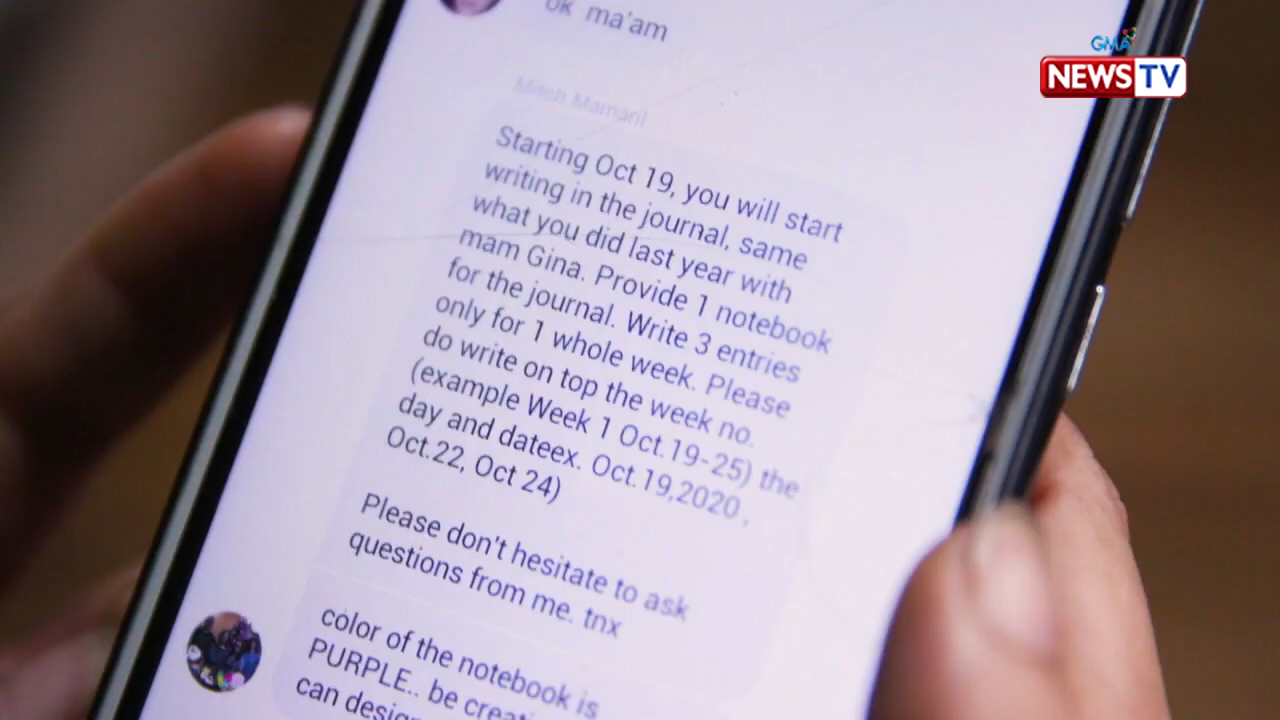 GMA
NEWS TV
ok ma'am
Mitch Mamaril
Starting Oct 19, you will start
writing in the journal, same
what you did last year with
mam Gina. Provide 1 notebook
for the journal. Write 3 entries
only for 1 whole week. Please
do write on top the week no.
(example Week 1 Oct.19-25) the
day and dateex. Oct.19,2020,
Oct.22, Oct 24)
Please don't hesitate to ask
questions from me. tnx
color of the notebook is
PURPLE.. be
can